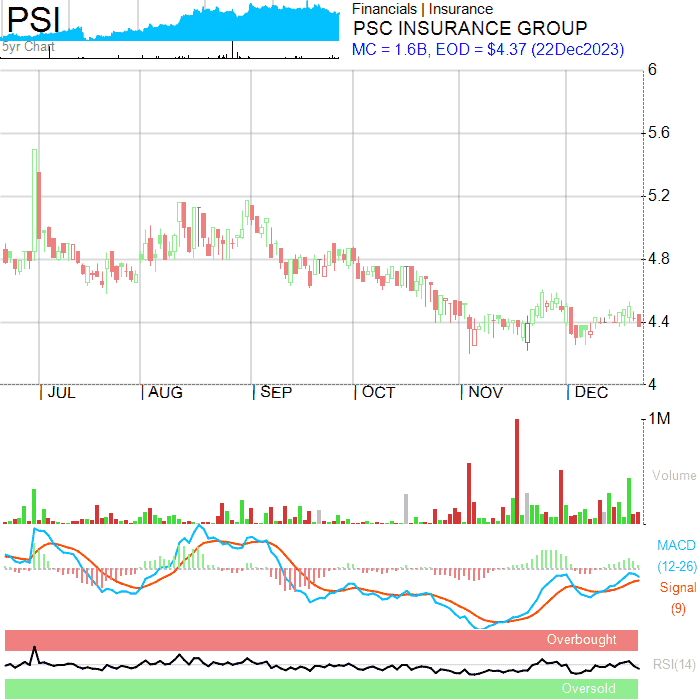 PSI
5yr Chart
Financials | Insurance
PSC INSURANCE GROUP
MC = 1.6B, EOD = $4.37 (22Dec2023)
6
5.6
5.2
4.8
4.4
4
JUL
AUG
SEP
OCT
NOV
DEC
1M
Volume
MACD
(12-26)
Signal
(9)
Overbought
RSI(14)
Oversold